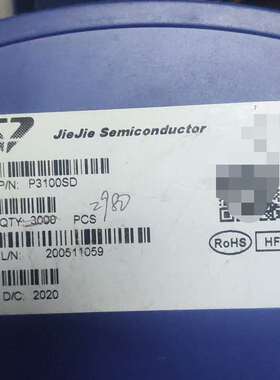 JieJie Semiconductor
P/N: P3100SD
QTY: 3000 PCS 2980
L/N: 200511059
D/C: 2020
RoHS HF